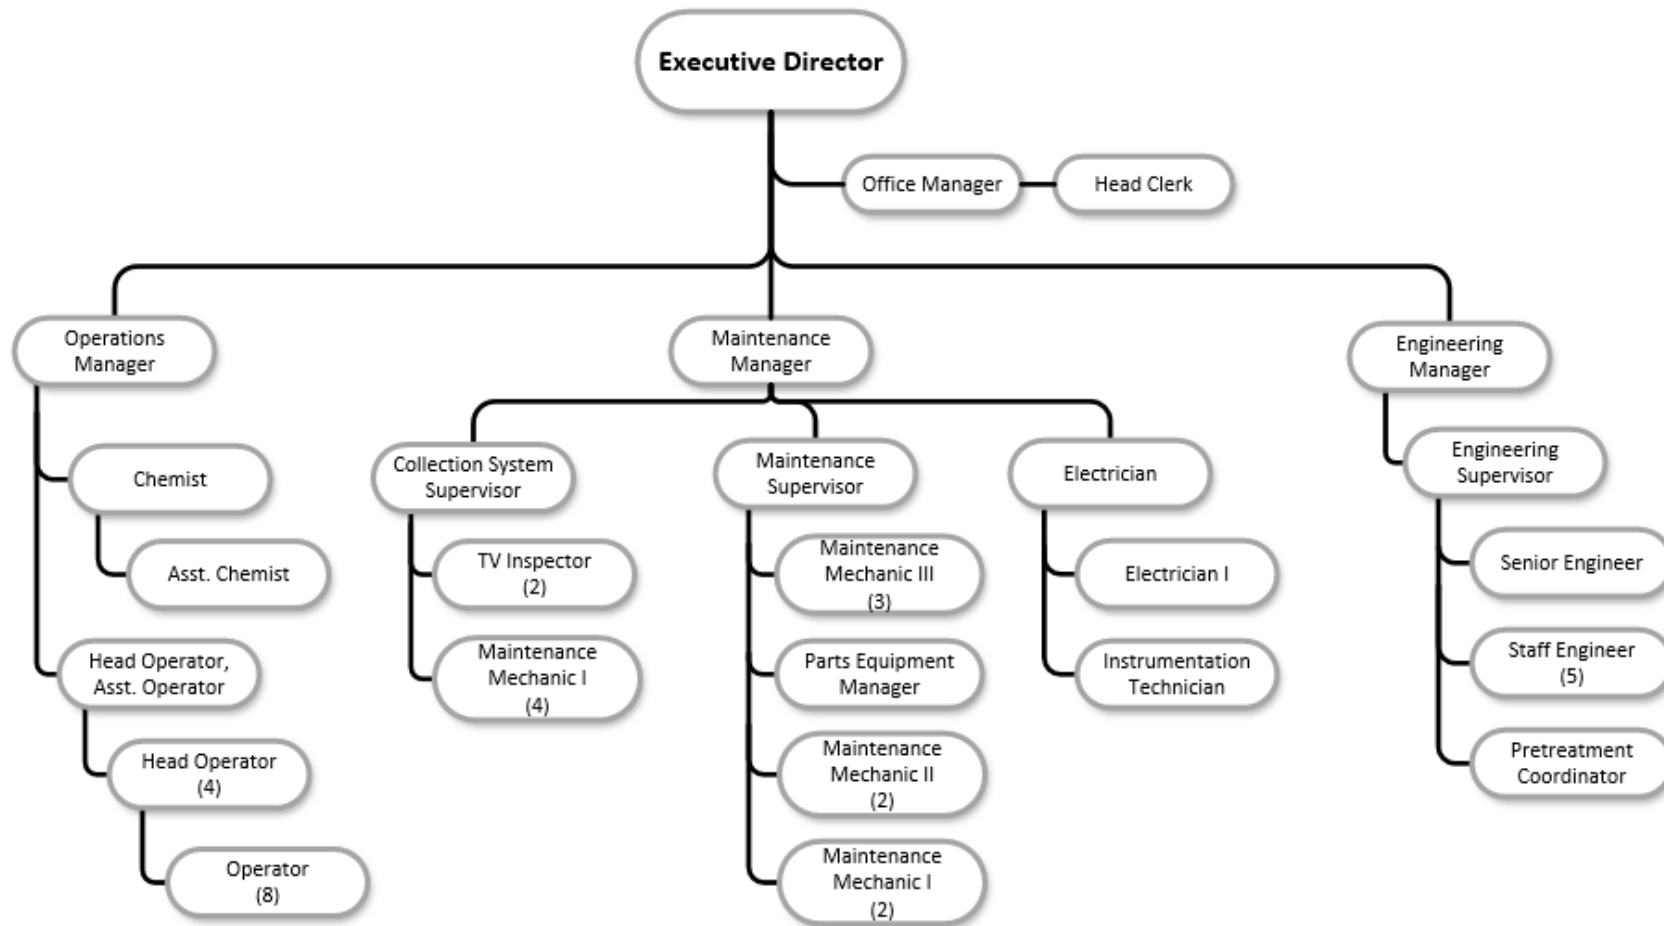 Executive Director
Office Manager
Head Clerk
Operations
Manager
Maintenance
Manager
Engineering
Manager
Chemist
Asst. Chemist
Head Operator,
Asst. Operator
Head Operator
(4)
Operator
(8)
Collection System
Supervisor
TV Inspector
(2)
Maintenance
Mechanic I
(4)
Maintenance
Supervisor
Maintenance
Mechanic III
(3)
Parts Equipment
Manager
Maintenance
Mechanic II
(2)
Maintenance
Mechanic I
(2)
Electrician
Electrician I
Instrumentation
Technician
Engineering
Supervisor
Senior Engineer
Staff Engineer
(5)
Pretreatment
Coordinator